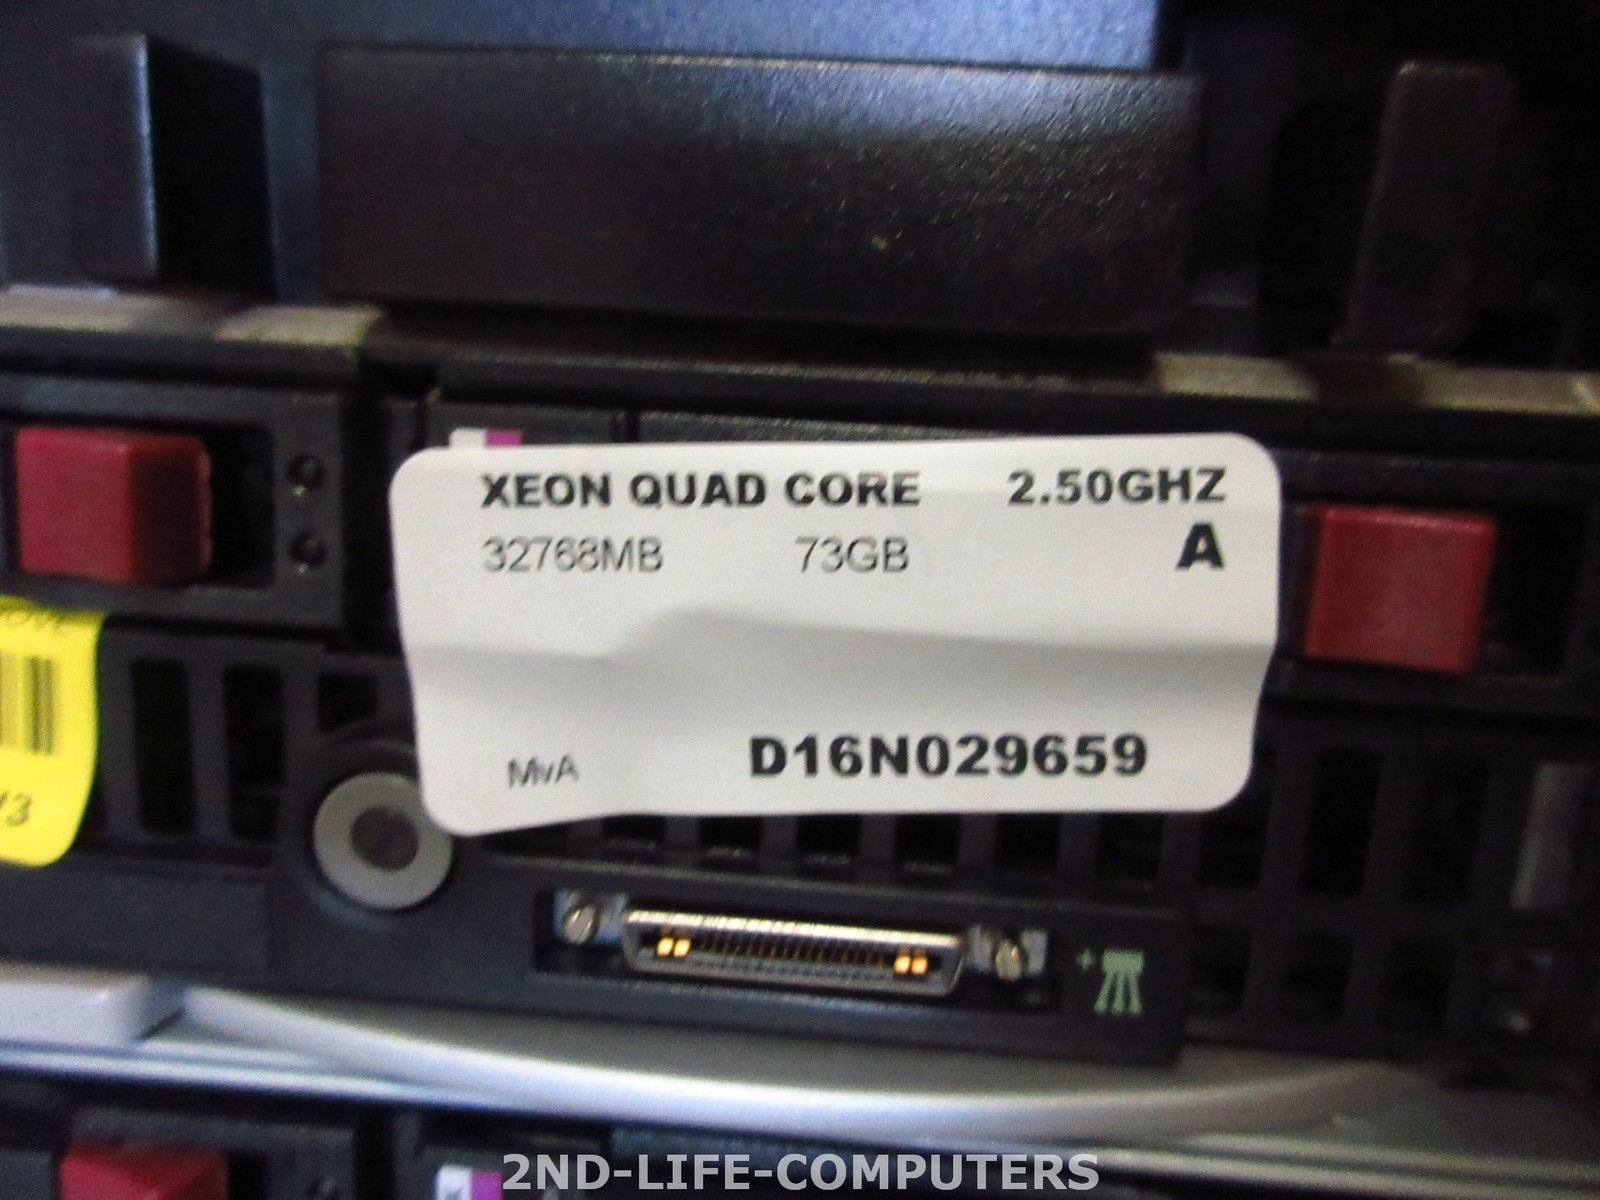 XEON QUAD CORE 2.50GHZ
32768MB 73GB A
MvA D16N029659
2ND-LIFE-COMPUTERS